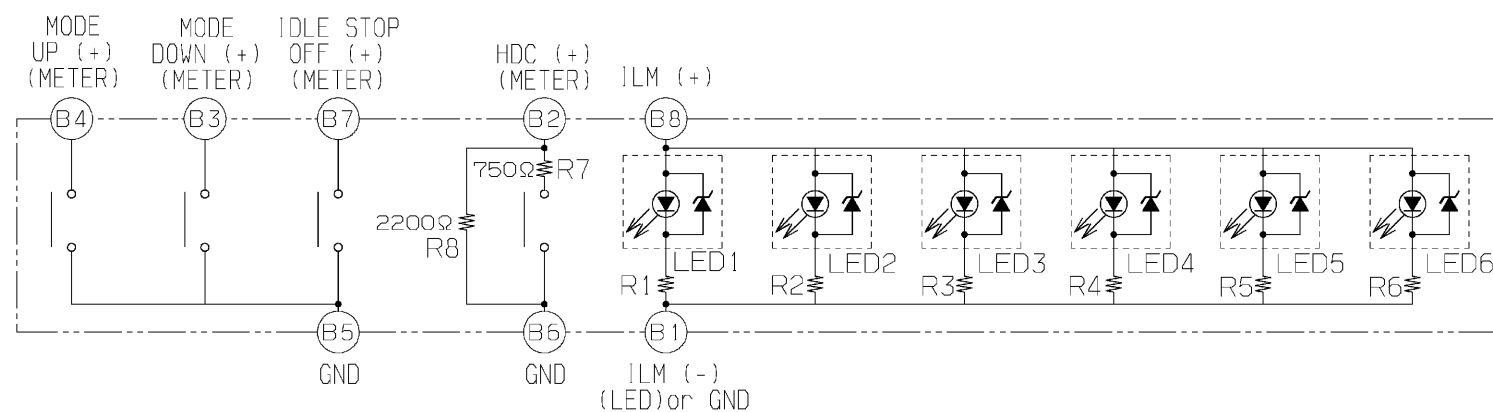 MODE
UP (+)
(METER)
MODE
DOWN (+)
(METER)
IDLE STOP
OFF (+)
(METER)
HDC (+)
(METER)
ILM (+)
B4
B3
B7
B2
B8
750Ω
R7
2200Ω
R8
LED1
LED2
LED3
LED4
LED5
LED6
R1
R2
R3
R4
R5
R6
B5
B6
B1
GND
GND
ILM (-)
(LED)or GND